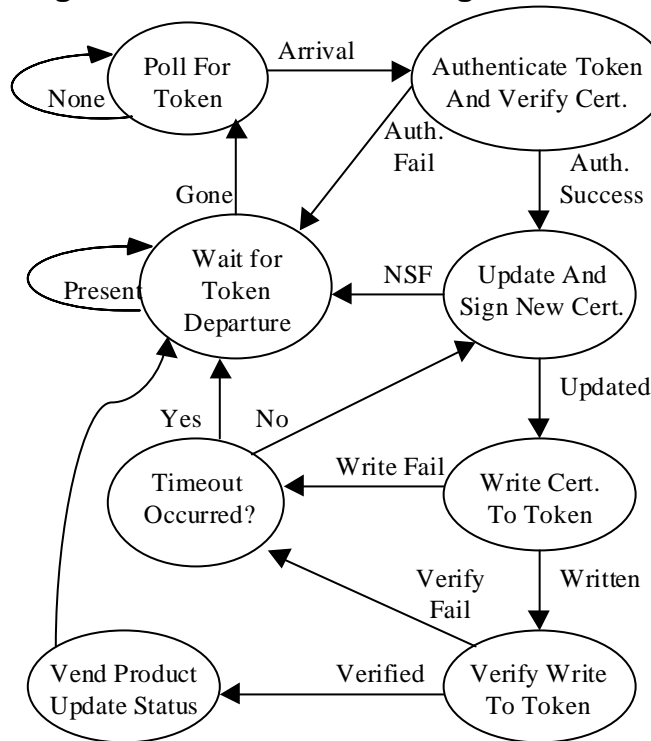 Poll For
Token
Arrival
Authenticate Token
And Verify Cert.
None
Auth.
Fail
Auth.
Success
Gone
Wait for
Token
Departure
Present
NSF
Update And
Sign New Cert.
Updated
Yes
No
Timeout
Occurred?
Write Fail
Write Cert.
To Token
Verify
Fail
Written
Vend Product
Update Status
Verified
Verify Write
To Token